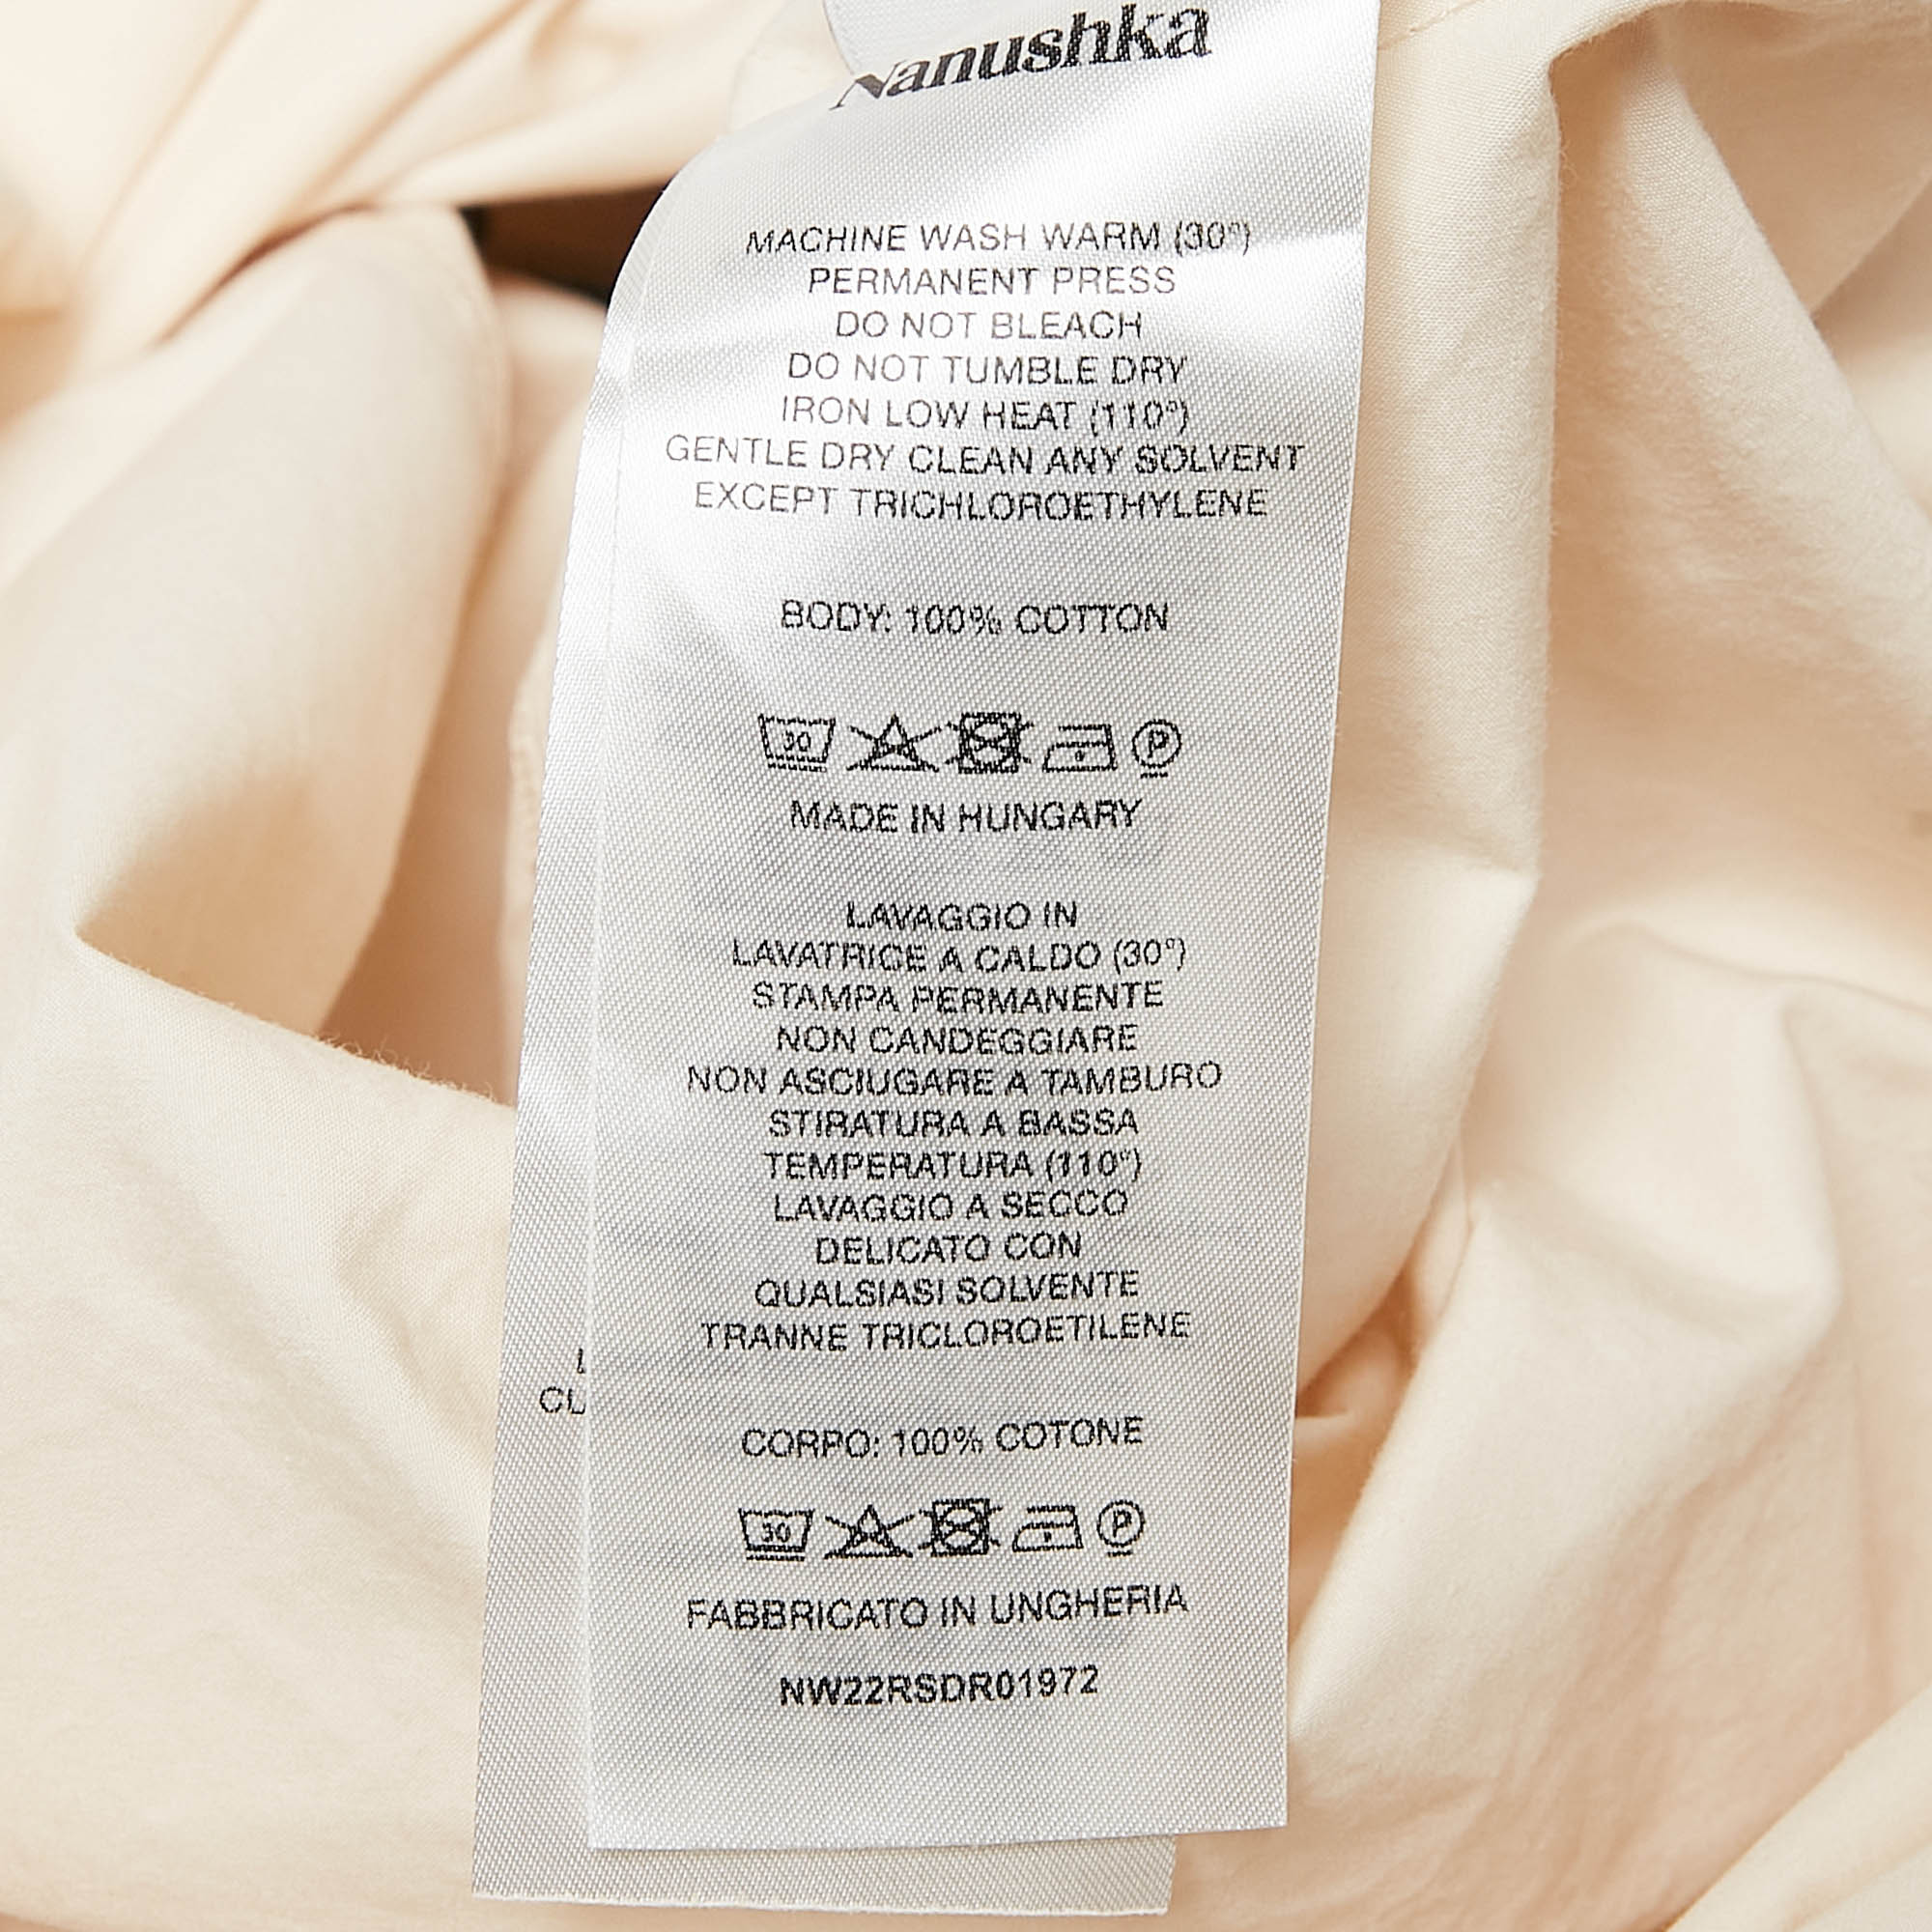 Nanushka
MACHINE WASH WARM (30°)
PERMANENT PRESS
DO NOT BLEACH
DO NOT TUMBLE DRY
IRON LOW HEAT (110°)
GENTLE DRY CLEAN ANY SOLVENT
EXCEPT TRICHLOROETHYLENE
BODY: 100% COTTON
30 P
MADE IN HUNGARY
LAVAGGIO IN
LAVATRICE A CALDO (30°)
STAMPA PERMANENTE
NON CANDEGGIARE
NON ASCIUGARE A TAMBURO
STIRATURA A BASSA
TEMPERATURA (110°)
LAVAGGIO A SECCO
DELICATO CON
QUALSIASI SOLVENTE
TRANNE TRICLOROETILENE
CORPO: 100% COTONE
30 P
FABBRICATO IN UNGHERIA
NW22RSDR01972